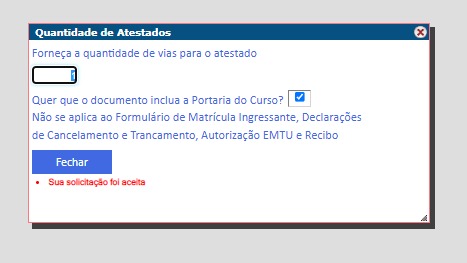 Quantidade de Atestados
Forneça a quantidade de vias para o atestado
Quer que o documento inclua a Portaria do Curso?
Não se aplica ao Formulário de Matrícula Ingressante, Declarações
de Cancelamento e Trancamento, Autorização EMTU e Recibo
Fechar
Sua solicitação foi aceita